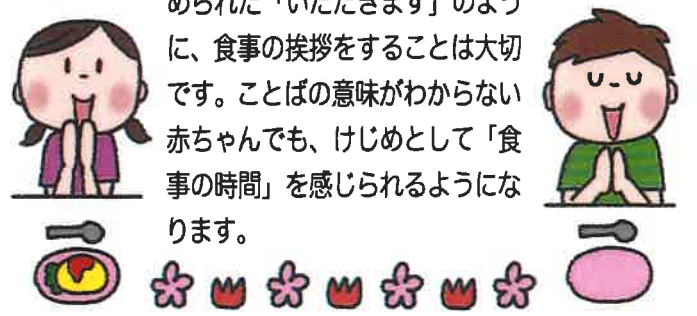 められた「いただきます」のよう
に、食事の挨拶をすることは大切
です。ことばの意味がわからない
赤ちゃんでも、けじめとして「食
事の時間」を感じられるようにな
ります。